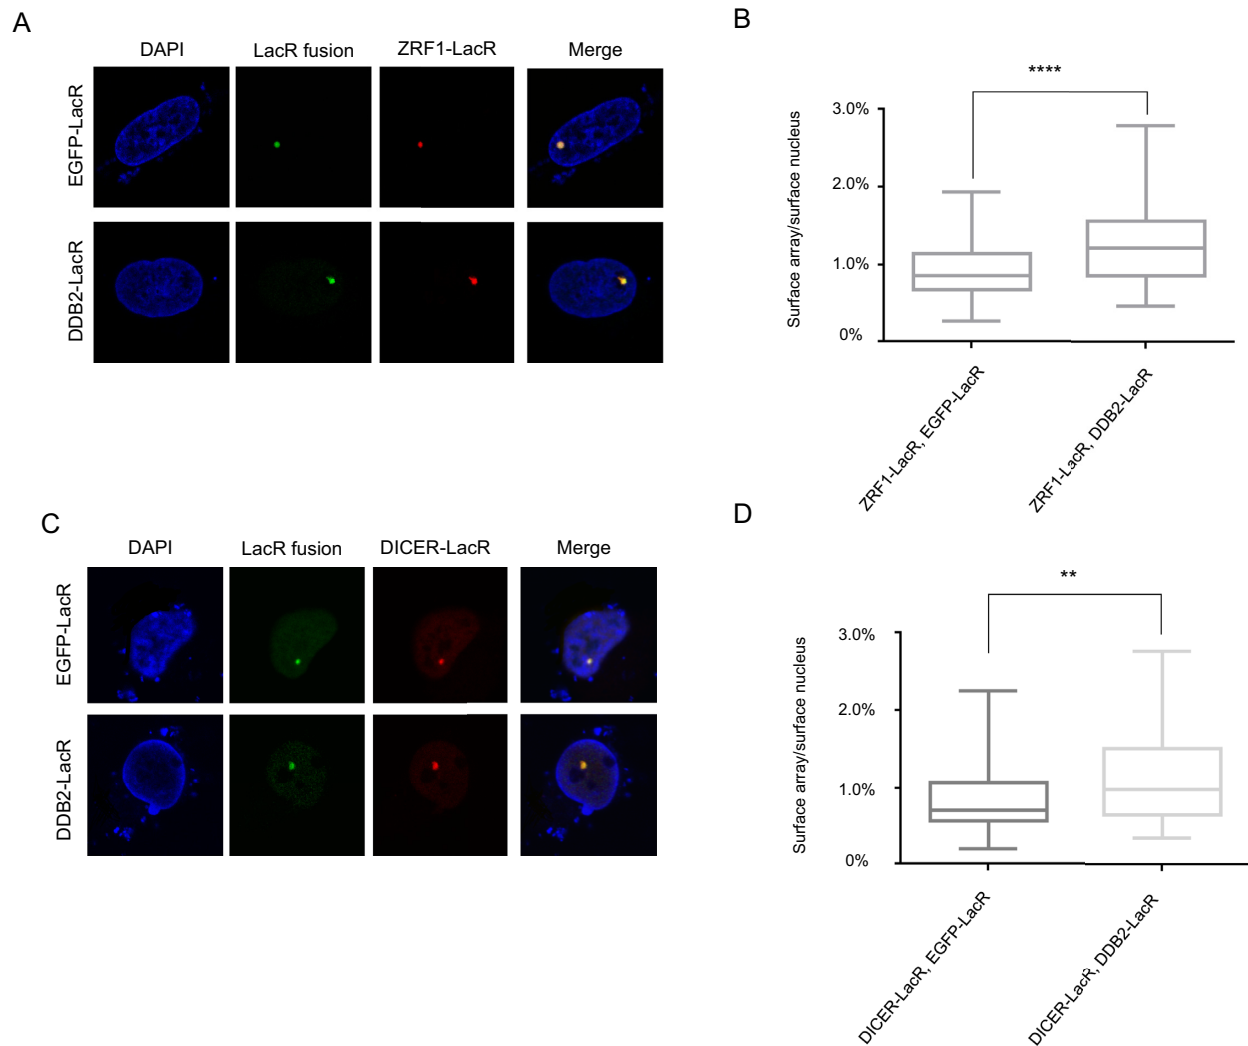 A
DAPI
LacR fusion
ZRF1-LacR
Merge
EGFP-LacR
DDB2-LacR
B
****
3.0%
2.0%
1.0%
0%
Surface array/surface nucleus
ZRF1-LacR, EGFP-LacR
ZRF1-LacR, DDB2-LacR
C
DAPI
LacR fusion
DICER-LacR
Merge
EGFP-LacR
DDB2-LacR
D
**
3.0%
2.0%
1.0%
0%
Surface array/surface nucleus
DICER-LacR, EGFP-LacR
DICER-LacR, DDB2-LacR